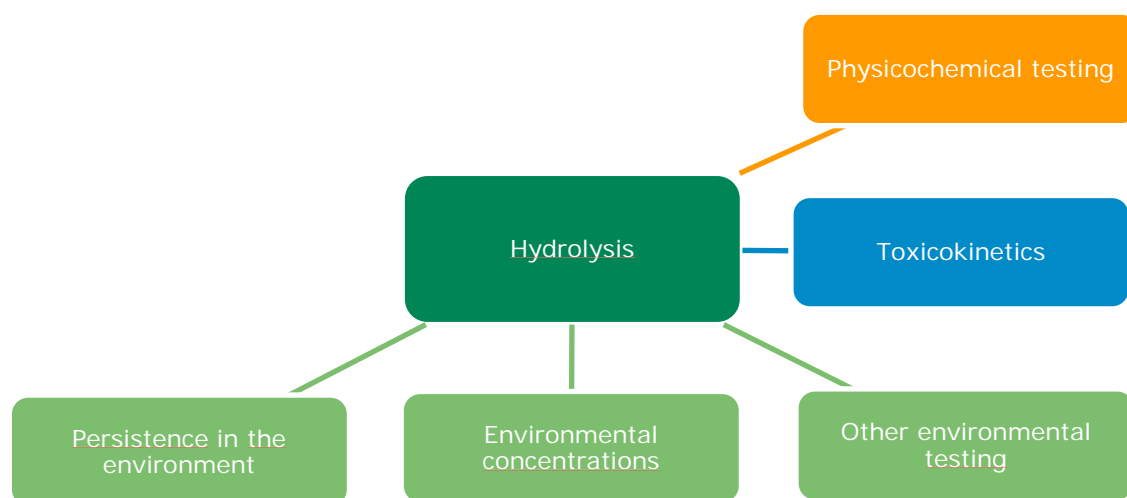 Physicochemical testing
Hydrolysis
Toxicokinetics
Persistence in the
environment
Environmental
concentrations
Other environmental
testing